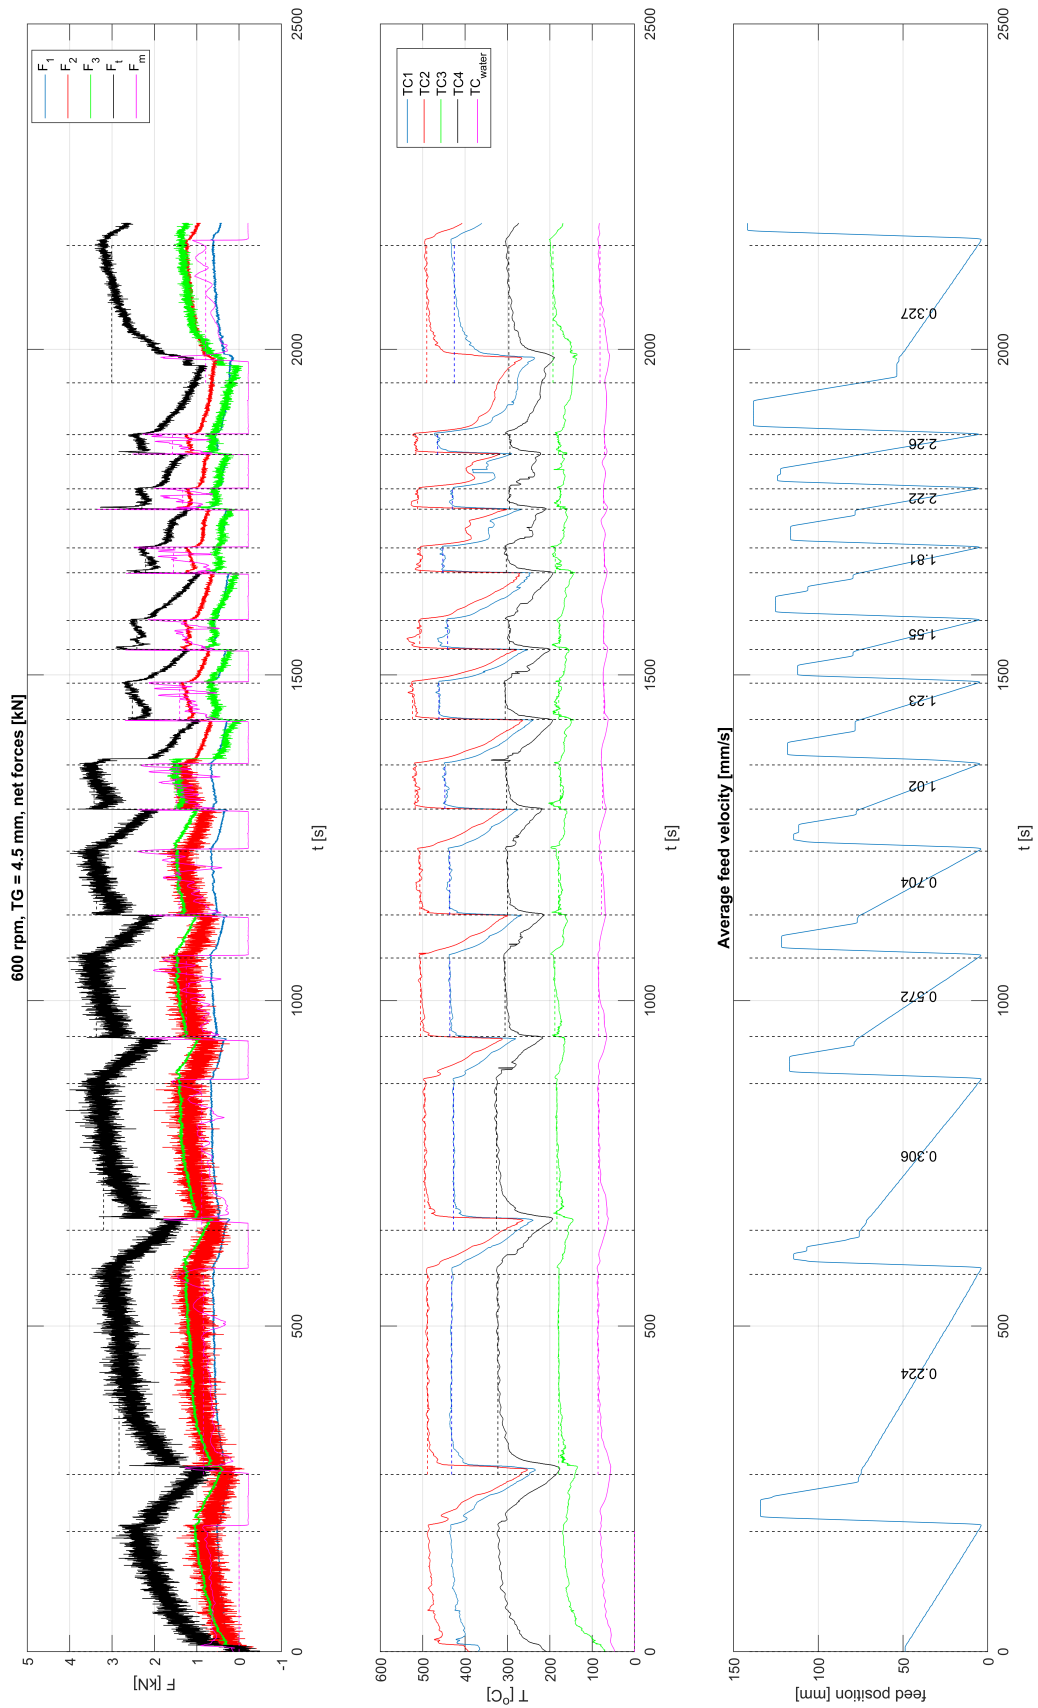 600 rpm, TG = 4.5 mm, net forces [kN]
F [kN]
5
4
3
2
1
0
-1
0
500
1000
1500
2000
2500
t [s]
F1
F2
F3
Ft
Fm
T [°C]
600
500
400
300
200
100
0
0
500
1000
1500
2000
2500
t [s]
TC1
TC2
TC3
TC4
TCwater
Average feed velocity [mm/s]
feed position [mm]
150
100
50
0
0.224
0.306
0.572
0.704
1.02
1.23
1.55
1.81
2.22
2.26
0.327
0
500
1000
1500
2000
2500
t [s]